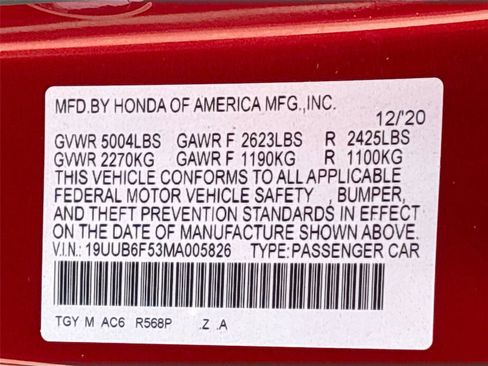 MFD.BY HONDA OF AMERICA MFG.,INC.
12/'20
GVWR 5004LBS GAWR F 2623LBS R 2425LBS
GVWR 2270KG GAWR F 1190KG R 1100KG
THIS VEHICLE CONFORMS TO ALL APPLICABLE
FEDERAL MOTOR VEHICLE SAFETY , BUMPER,
AND THEFT PREVENTION STANDARDS IN EFFECT
ON THE DATE OF MANUFACTURE SHOWN ABOVE.
V.I.N.: 19UUB6F53MA005826 TYPE:PASSENGER CAR
TGY M AC6 R568P .Z .A